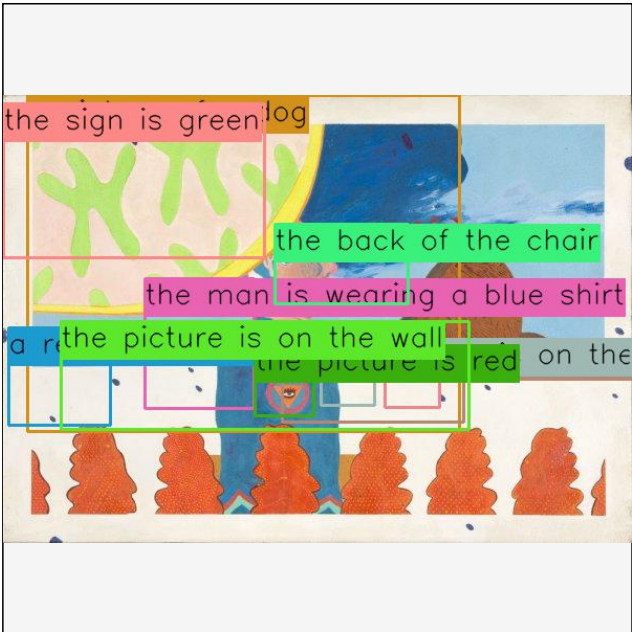 dog
the sign is green
the back of the chair
the man is wearing a blue shirt
the picture is on the wall
a
on the
the picture is red